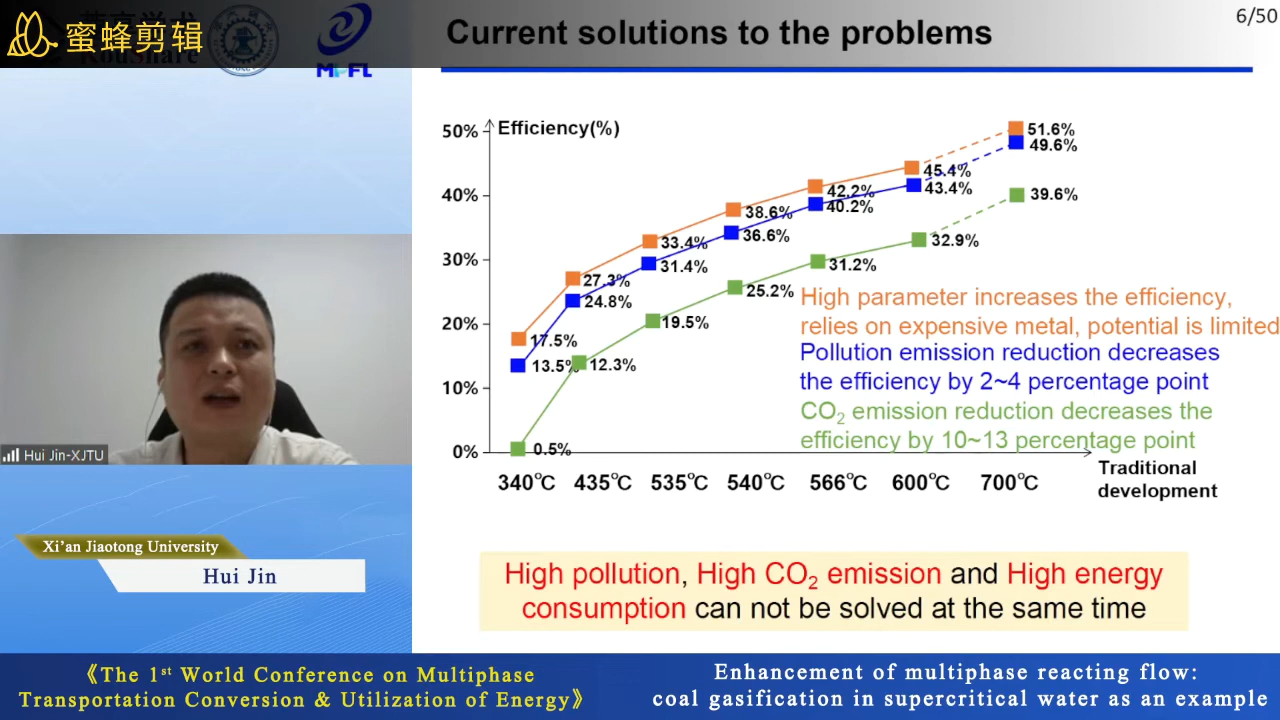 蜜蜂剪辑
KouShare
MPFL
Current solutions to the problems
6/50
Efficiency(%)
50%
40%
30%
20%
10%
0%
51.6%
49.6%
45.4%
43.4%
42.2%
40.2%
39.6%
38.6%
36.6%
33.4%
31.4%
32.9%
31.2%
27.3%
24.8%
25.2%
19.5%
17.5%
13.5%
12.3%
0.5%
High parameter increases the efficiency,
relies on expensive metal, potential is limited
Pollution emission reduction decreases
the efficiency by 2~4 percentage point
CO₂ emission reduction decreases the
efficiency by 10~13 percentage point
340℃ 435℃ 535℃ 540℃ 566℃ 600℃ 700℃
Traditional
development
High pollution, High CO₂ emission and High energy
consumption can not be solved at the same time
Hui Jin-XJTU
Xi'an Jiaotong University
Hui Jin
《The 1st World Conference on Multiphase
Transportation Conversion & Utilization of Energy》
Enhancement of multiphase reacting flow:
coal gasification in supercritical water as an example